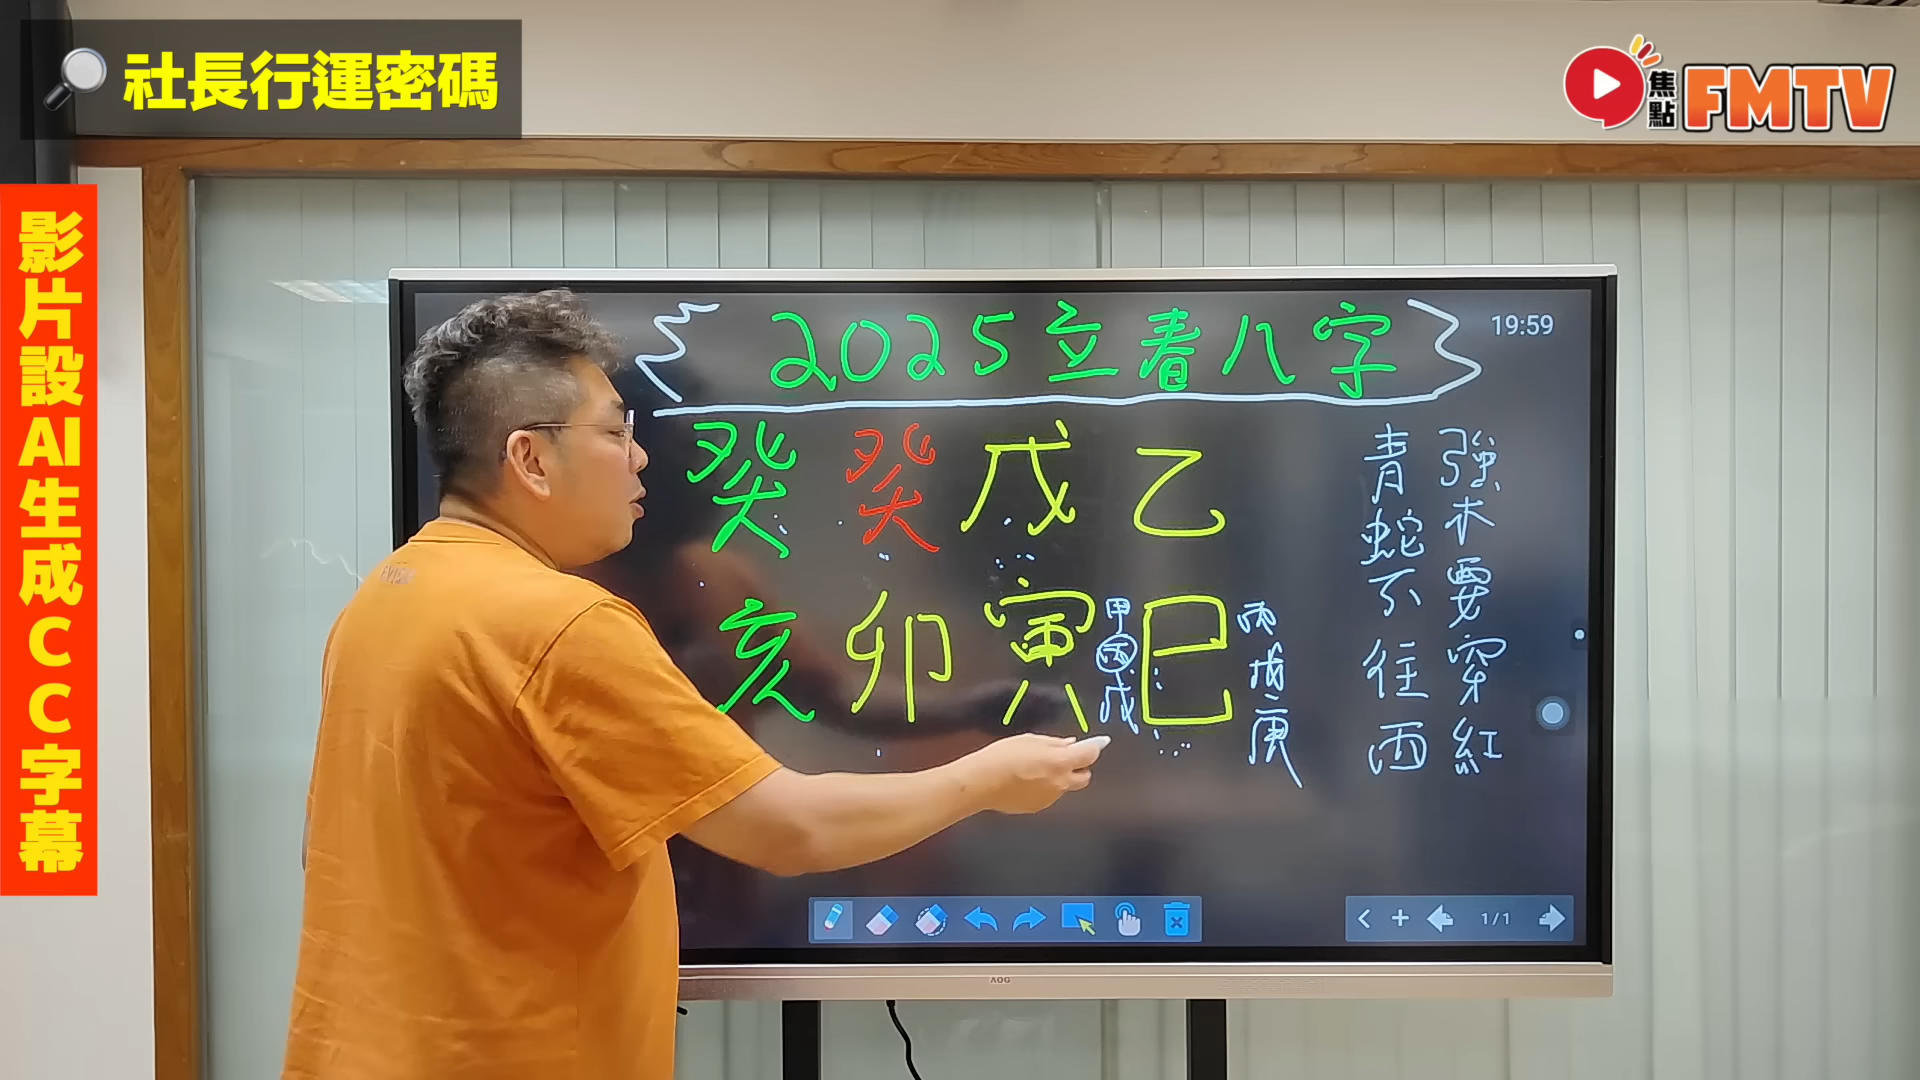 社長行運密碼
焦點 FMTV
影片設AI生成CC字幕
2025立春八字
19:59
癸 癸 戊 乙
亥 卯 寅 巳
甲丙戊
丙戊庚
強木要穿紅
青蛇不往西
1/1
AOG